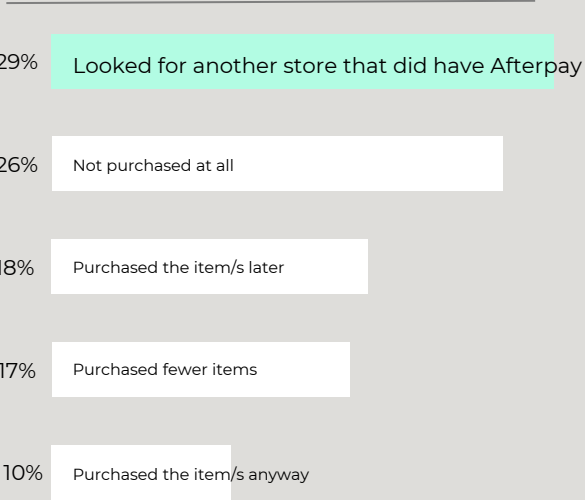 29% Looked for another store that did have Afterpay
26% Not purchased at all
18% Purchased the item/s later
17% Purchased fewer items
10% Purchased the item/s anyway